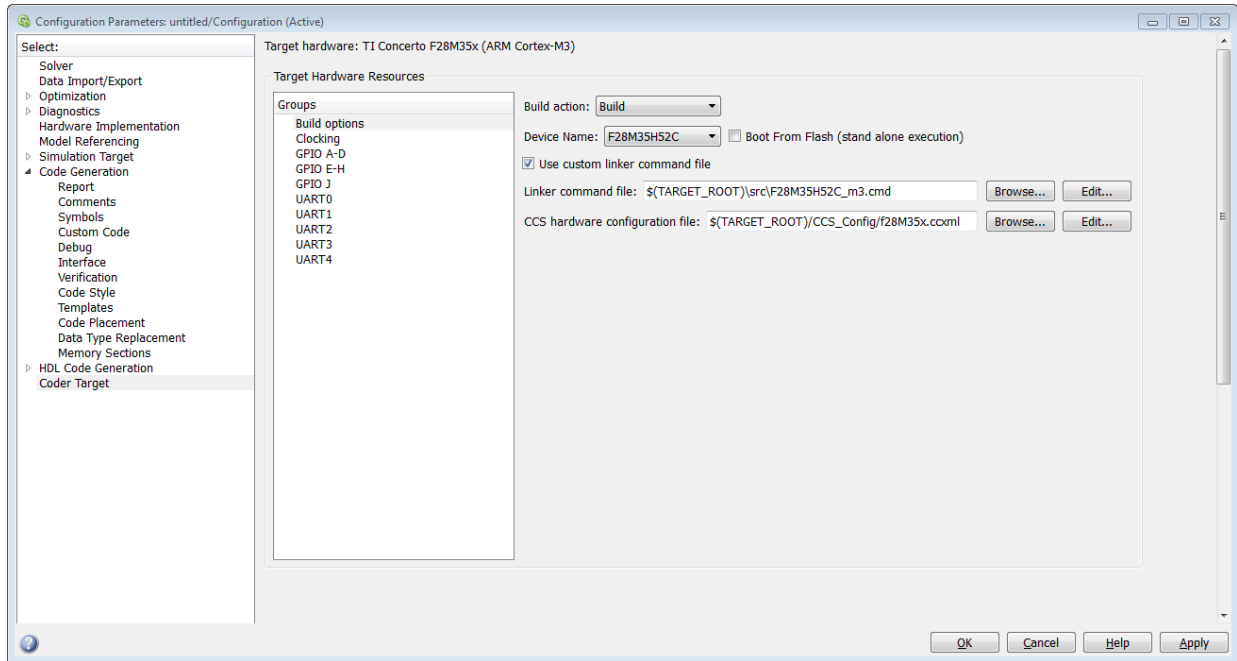 Configuration Parameters: untitled/Configuration (Active)
Select:
Solver
Data Import/Export
Optimization
Diagnostics
Hardware Implementation
Model Referencing
Simulation Target
Code Generation
Report
Comments
Symbols
Custom Code
Debug
Interface
Verification
Code Style
Templates
Code Placement
Data Type Replacement
Memory Sections
HDL Code Generation
Coder Target
Target hardware: TI Concerto F28M35x (ARM Cortex-M3)
Target Hardware Resources
Groups
Build options
Clocking
GPIO A-D
GPIO E-H
GPIO J
UART0
UART1
UART2
UART3
UART4
Build action: Build
Device Name: F28M35H52C Boot From Flash (stand alone execution)
Use custom linker command file
Linker command file: $(TARGET_ROOT)\src\F28M35H52C_m3.cmd Browse... Edit...
CCS hardware configuration file: $(TARGET_ROOT)/CCS_Config/f28M35x.ccxml Browse... Edit...
OK Cancel Help Apply